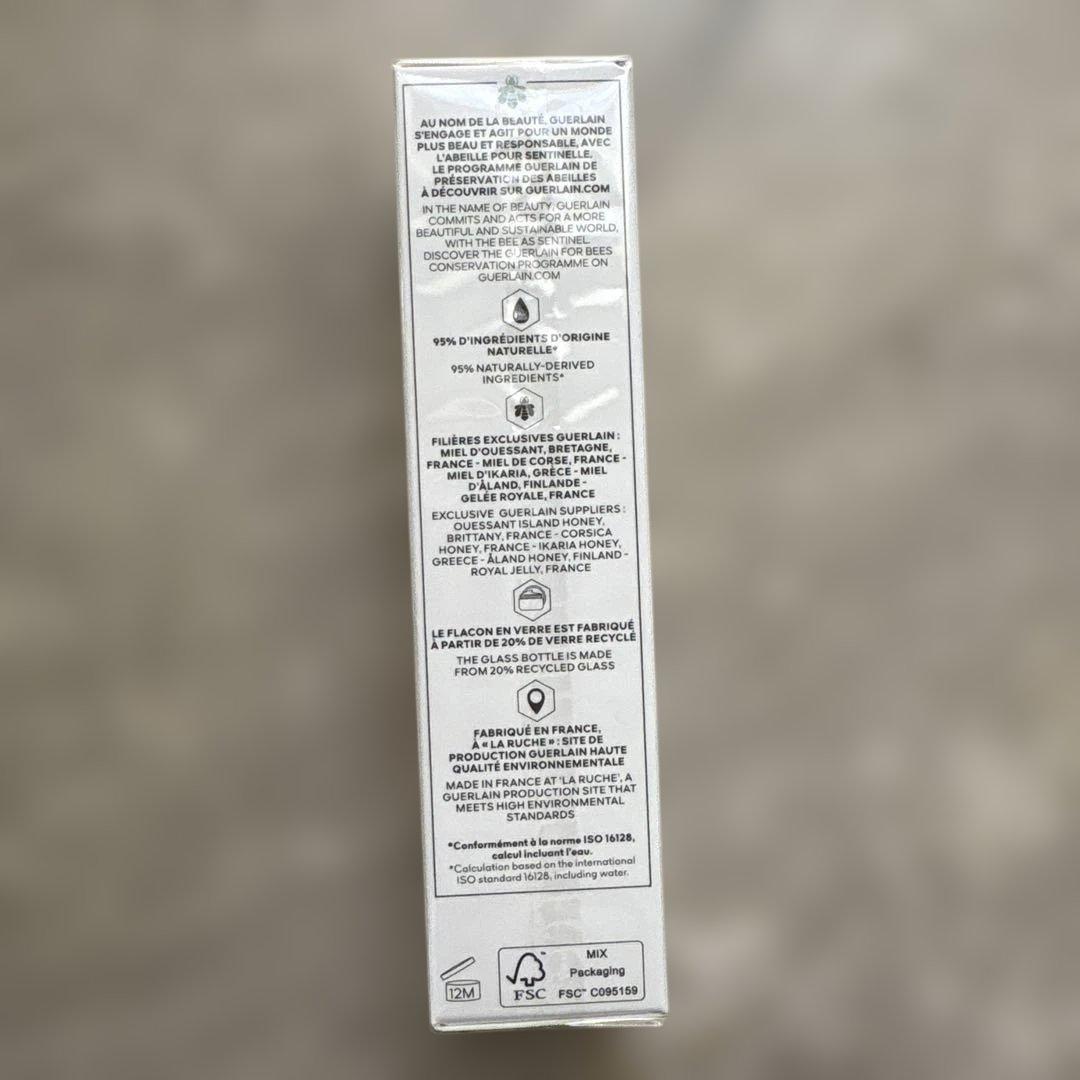 AU NOM DE LA BEAUTÉ, GUERLAIN
S'ENGAGE ET AGIT POUR UN MONDE
PLUS BEAU ET RESPONSABLE, AVEC
L'ABEILLE POUR SENTINELLE.
LE PROGRAMME GUERLAIN DE
PRÉSERVATION DES ABEILLES
À DÉCOUVRIR SUR GUERLAIN.COM
IN THE NAME OF BEAUTY, GUERLAIN
COMMITS AND ACTS FOR A MORE
BEAUTIFUL AND SUSTAINABLE WORLD,
WITH THE BEE AS SENTINEL.
DISCOVER THE GUERLAIN FOR BEES
CONSERVATION PROGRAMME ON
GUERLAIN.COM
95% D'INGRÉDIENTS D'ORIGINE
NATURELLE*
95% NATURALLY-DERIVED
INGREDIENTS*
FILIÈRES EXCLUSIVES GUERLAIN :
MIEL D'OUESSANT, BRETAGNE,
FRANCE - MIEL DE CORSE, FRANCE -
MIEL D'IKARIA, GRÈCE - MIEL
D'ÅLAND, FINLANDE -
GELÉE ROYALE, FRANCE
EXCLUSIVE GUERLAIN SUPPLIERS :
OUESSANT ISLAND HONEY,
BRITTANY, FRANCE - CORSICA
HONEY, FRANCE - IKARIA HONEY,
GREECE - ÅLAND HONEY, FINLAND -
ROYAL JELLY, FRANCE
LE FLACON EN VERRE EST FABRIQUÉ
À PARTIR DE 20% DE VERRE RECYCLÉ
THE GLASS BOTTLE IS MADE
FROM 20% RECYCLED GLASS
FABRIQUÉ EN FRANCE,
À « LA RUCHE » : SITE DE
PRODUCTION GUERLAIN HAUTE
QUALITÉ ENVIRONNEMENTALE
MADE IN FRANCE AT 'LA RUCHE', A
GUERLAIN PRODUCTION SITE THAT
MEETS HIGH ENVIRONMENTAL
STANDARDS
*Conformément à la norme ISO 16128,
calcul incluant l'eau.
*Calculation based on the international
ISO standard 16128, including water.
12M
FSC
MIX
Packaging
FSC™ C095159